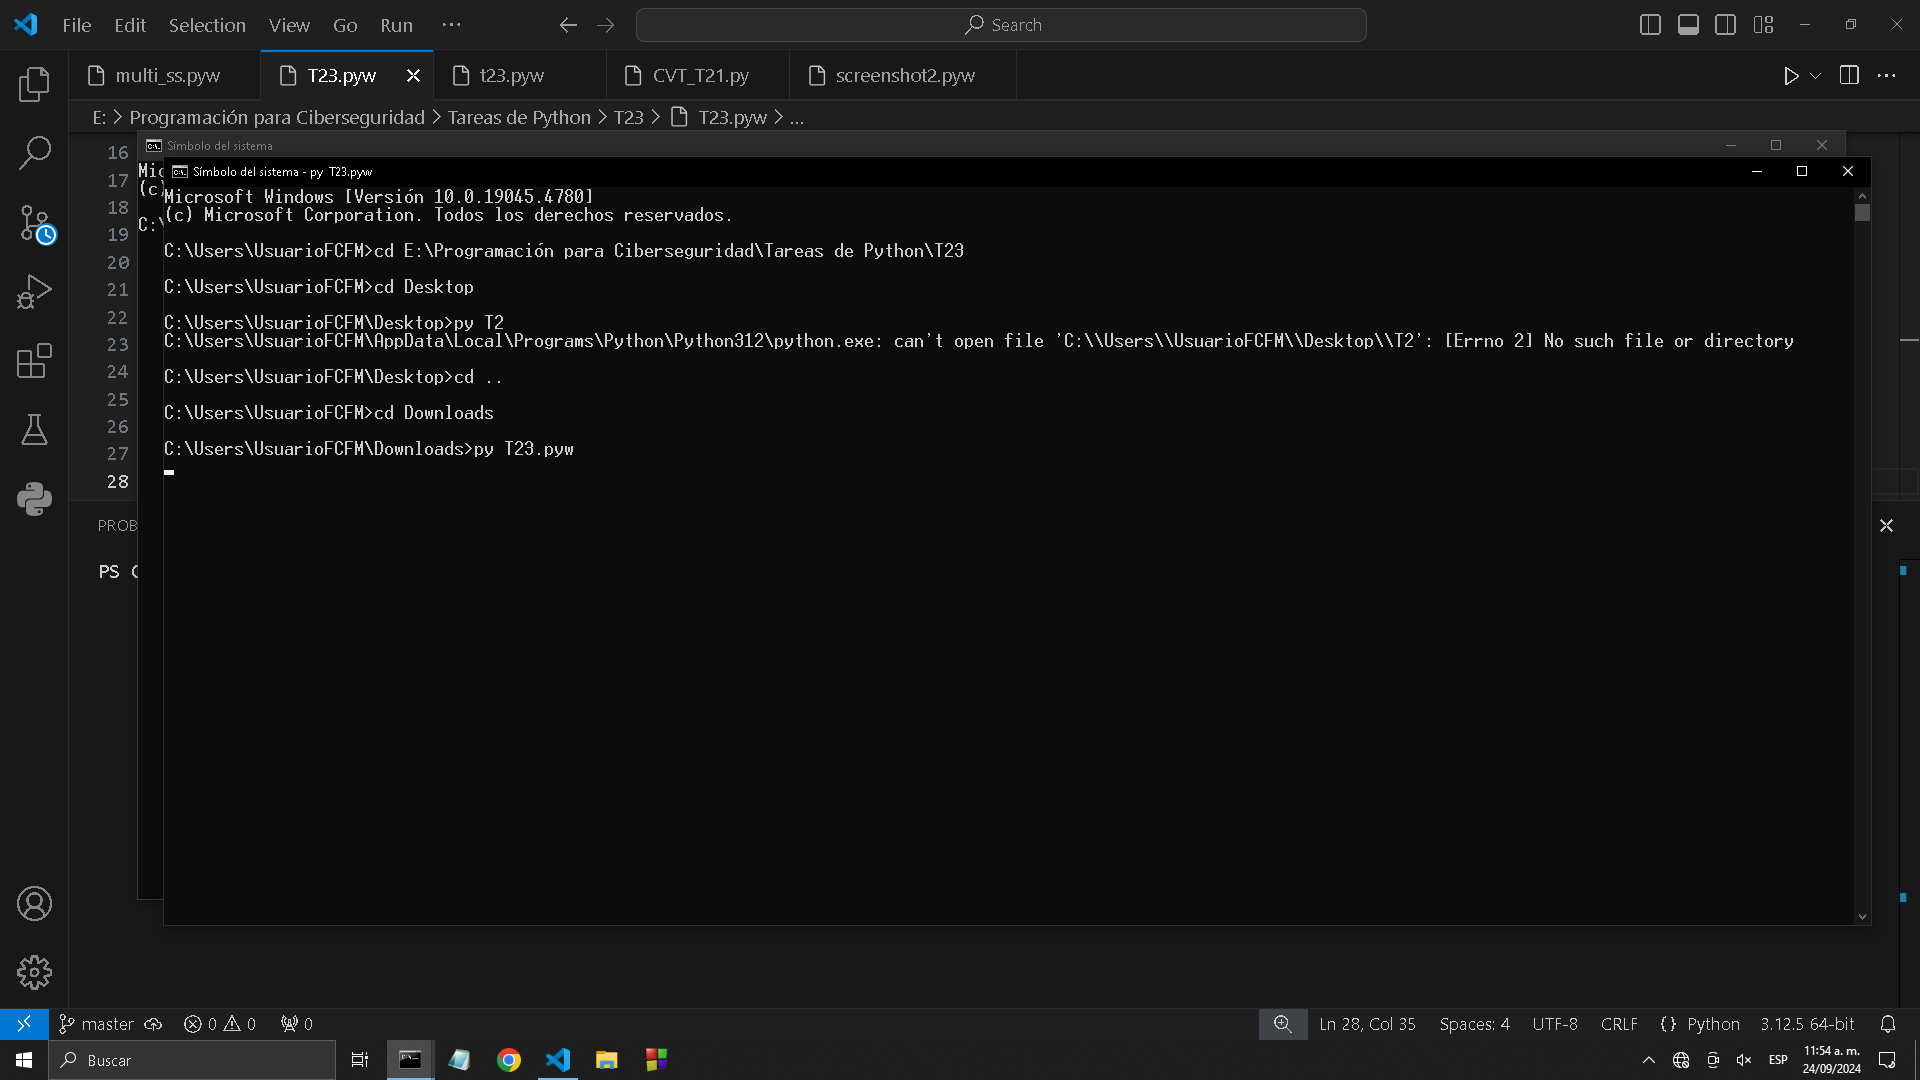 File Edit Selection View Go Run ···
Search
multi_ss.pyw
T23.pyw
t23.pyw
CVT_T21.py
screenshot2.pyw
E: > Programación para Ciberseguridad > Tareas de Python > T23 > T23.pyw > ...
16
17
18
19
20
21
22
23
24
25
26
27
28
Símbolo del sistema
Mic
(c)
C:\
Símbolo del sistema - py T23.pyw
Microsoft Windows [Versión 10.0.19045.4780]
(c) Microsoft Corporation. Todos los derechos reservados.
C:\Users\UsuarioFCFM>cd E:\Programación para Ciberseguridad\Tareas de Python\T23
C:\Users\UsuarioFCFM>cd Desktop
C:\Users\UsuarioFCFM\Desktop>py T2
C:\Users\UsuarioFCFM\AppData\Local\Programs\Python\Python312\python.exe: can't open file 'C:\\Users\\UsuarioFCFM\\Desktop\\T2': [Errno 2] No such file or directory
C:\Users\UsuarioFCFM\Desktop>cd ..
C:\Users\UsuarioFCFM>cd Downloads
C:\Users\UsuarioFCFM\Downloads>py T23.pyw
PROB
PS C
master 0 0 0
Ln 28, Col 35 Spaces: 4 UTF-8 CRLF {} Python 3.12.5 64-bit
Buscar
ESP
11:54 a. m.
24/09/2024